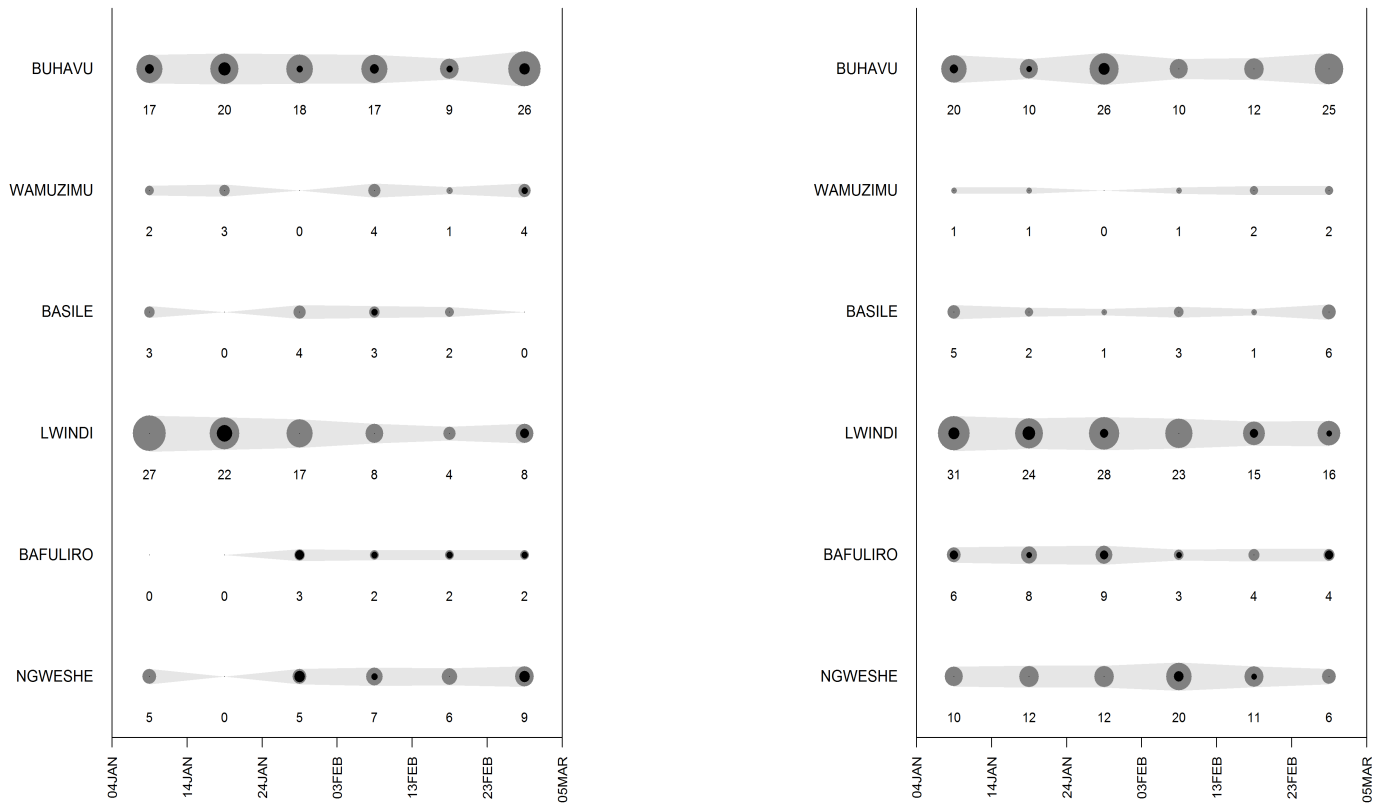 BUHAVU
17 20 18 17 9 26
WAMUZIMU
2 3 0 4 1 4
BASILE
3 0 4 3 2 0
LWINDI
27 22 17 8 4 8
BAFULIRO
0 0 3 2 2 2
NGWESHE
5 0 5 7 6 9
04JAN 14JAN 24JAN 03FEB 13FEB 23FEB 05MAR
BUHAVU
20 10 26 10 12 25
WAMUZIMU
1 1 0 1 2 2
BASILE
5 2 1 3 1 6
LWINDI
31 24 28 23 15 16
BAFULIRO
6 8 9 3 4 4
NGWESHE
10 12 12 20 11 6
04JAN 14JAN 24JAN 03FEB 13FEB 23FEB 05MAR